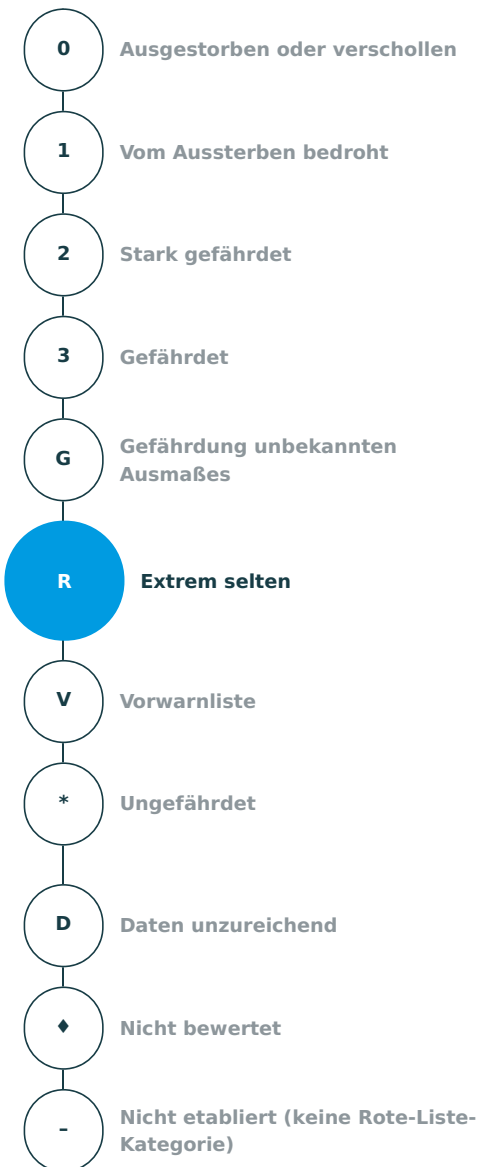 0 Ausgestorben oder verschollen
1 Vom Aussterben bedroht
2 Stark gefährdet
3 Gefährdet
G Gefährdung unbekannten
Ausmaßes
R Extrem selten
V Vorwarnliste
* Ungefährdet
D Daten unzureichend
♦ Nicht bewertet
– Nicht etabliert (keine Rote-Liste-
Kategorie)